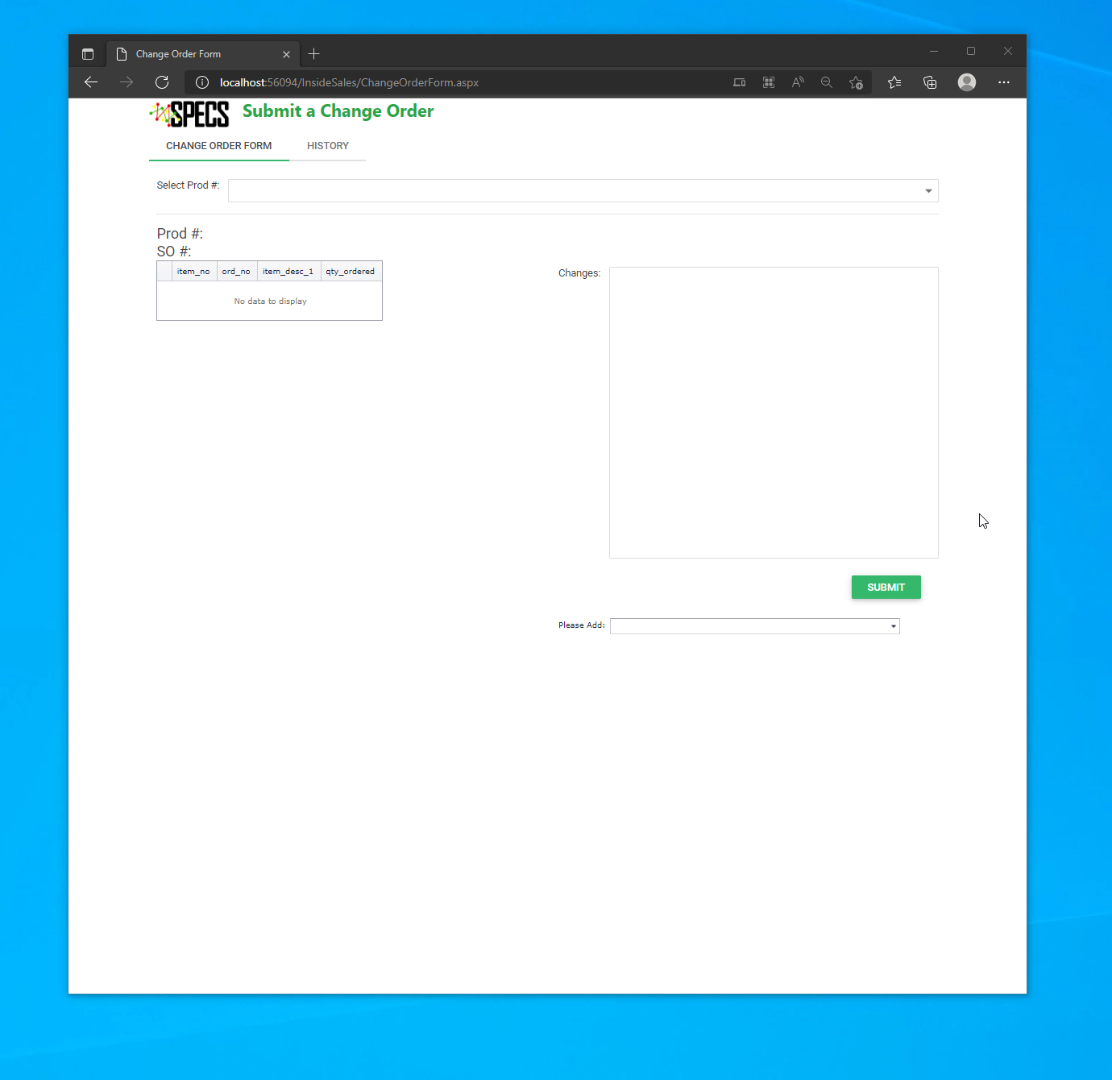 Change Order Form
localhost:56094/InsideSales/ChangeOrderForm.aspx
SPECS Submit a Change Order
CHANGE ORDER FORM HISTORY
Select Prod #:
Prod #:
SO #:
item_no ord_no item_desc_1 qty_ordered
No data to display
Changes:
SUBMIT
Please Add: